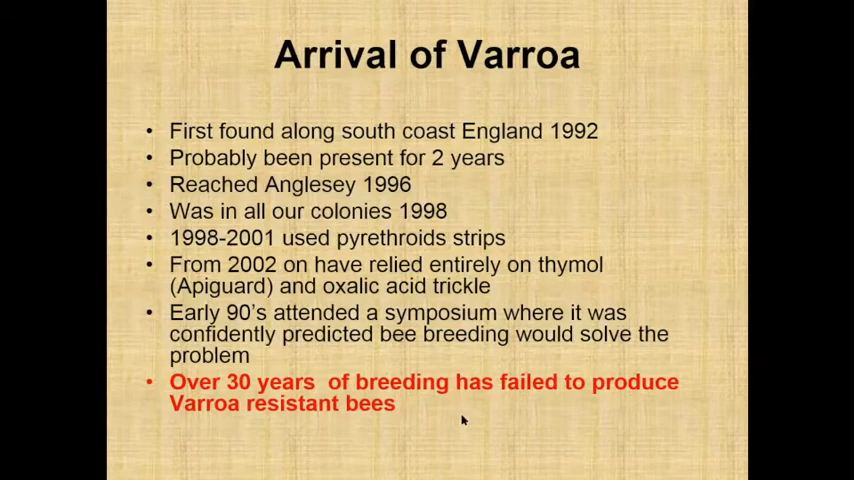 Arrival of Varroa
• First found along south coast England 1992
• Probably been present for 2 years
• Reached Anglesey 1996
• Was in all our colonies 1998
• 1998-2001 used pyrethroids strips
• From 2002 on have relied entirely on thymol
(Apiguard) and oxalic acid trickle
• Early 90's attended a symposium where it was
confidently predicted bee breeding would solve the
problem
• Over 30 years  of breeding has failed to produce
Varroa resistant bees